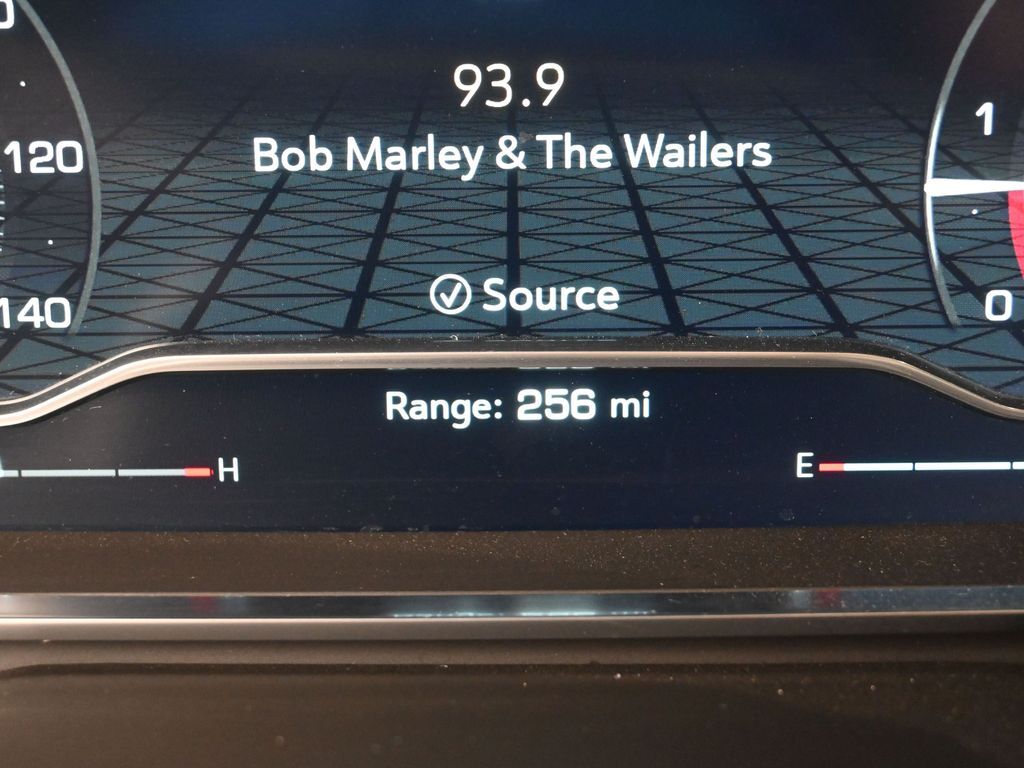 93.9
Bob Marley & The Wailers
120
140
1
0
Source
Range: 256 mi
H
E